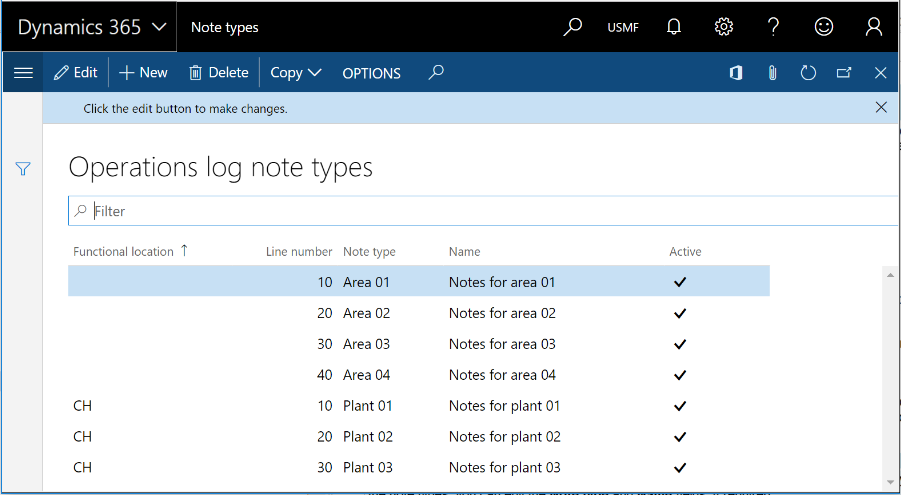 Dynamics 365 Note types USMF ?
Edit New Delete Copy OPTIONS
Click the edit button to make changes.
Operations log note types
Filter
Functional location ↑ Line number Note type Name Active
10 Area 01 Notes for area 01 ✔
20 Area 02 Notes for area 02 ✔
30 Area 03 Notes for area 03 ✔
40 Area 04 Notes for area 04 ✔
CH 10 Plant 01 Notes for plant 01 ✔
CH 20 Plant 02 Notes for plant 02 ✔
CH 30 Plant 03 Notes for plant 03 ✔